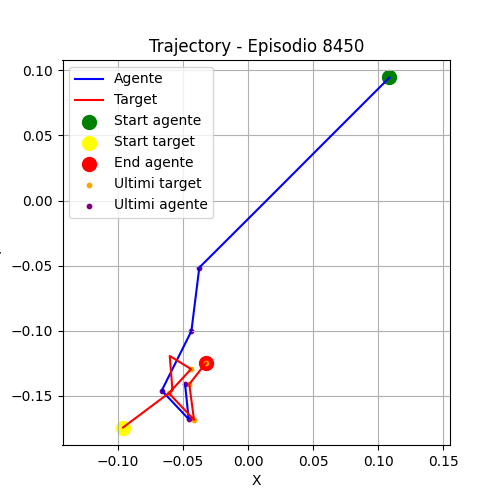 Trajectory - Episodio 8450
Agente
Target
Start agente
Start target
End agente
Ultimi target
Ultimi agente
0.10
0.05
0.00
−0.05
−0.10
−0.15
−0.10
−0.05
0.00
0.05
0.10
0.15
X